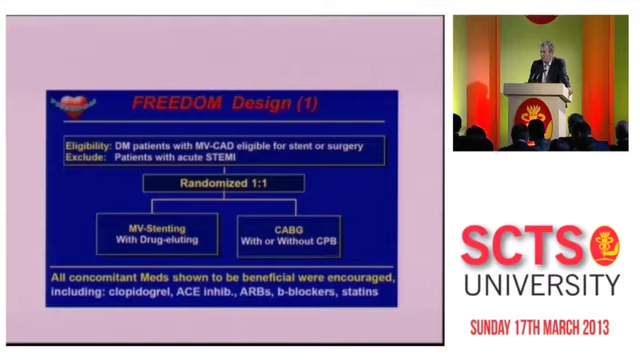 FREEDOM Design (1)
Eligibility: DM patients with MV-CAD eligible for stent or surgery
Exclude: Patients with acute STEMI
Randomized 1:1
MV-Stenting
With Drug-eluting
CABG
With or Without CPB
All concomitant Meds shown to be beneficial were encouraged,
including: clopidogrel, ACE inhib., ARBs, b-blockers, statins
SCTS
UNIVERSITY
SUNDAY 17TH MARCH 2013